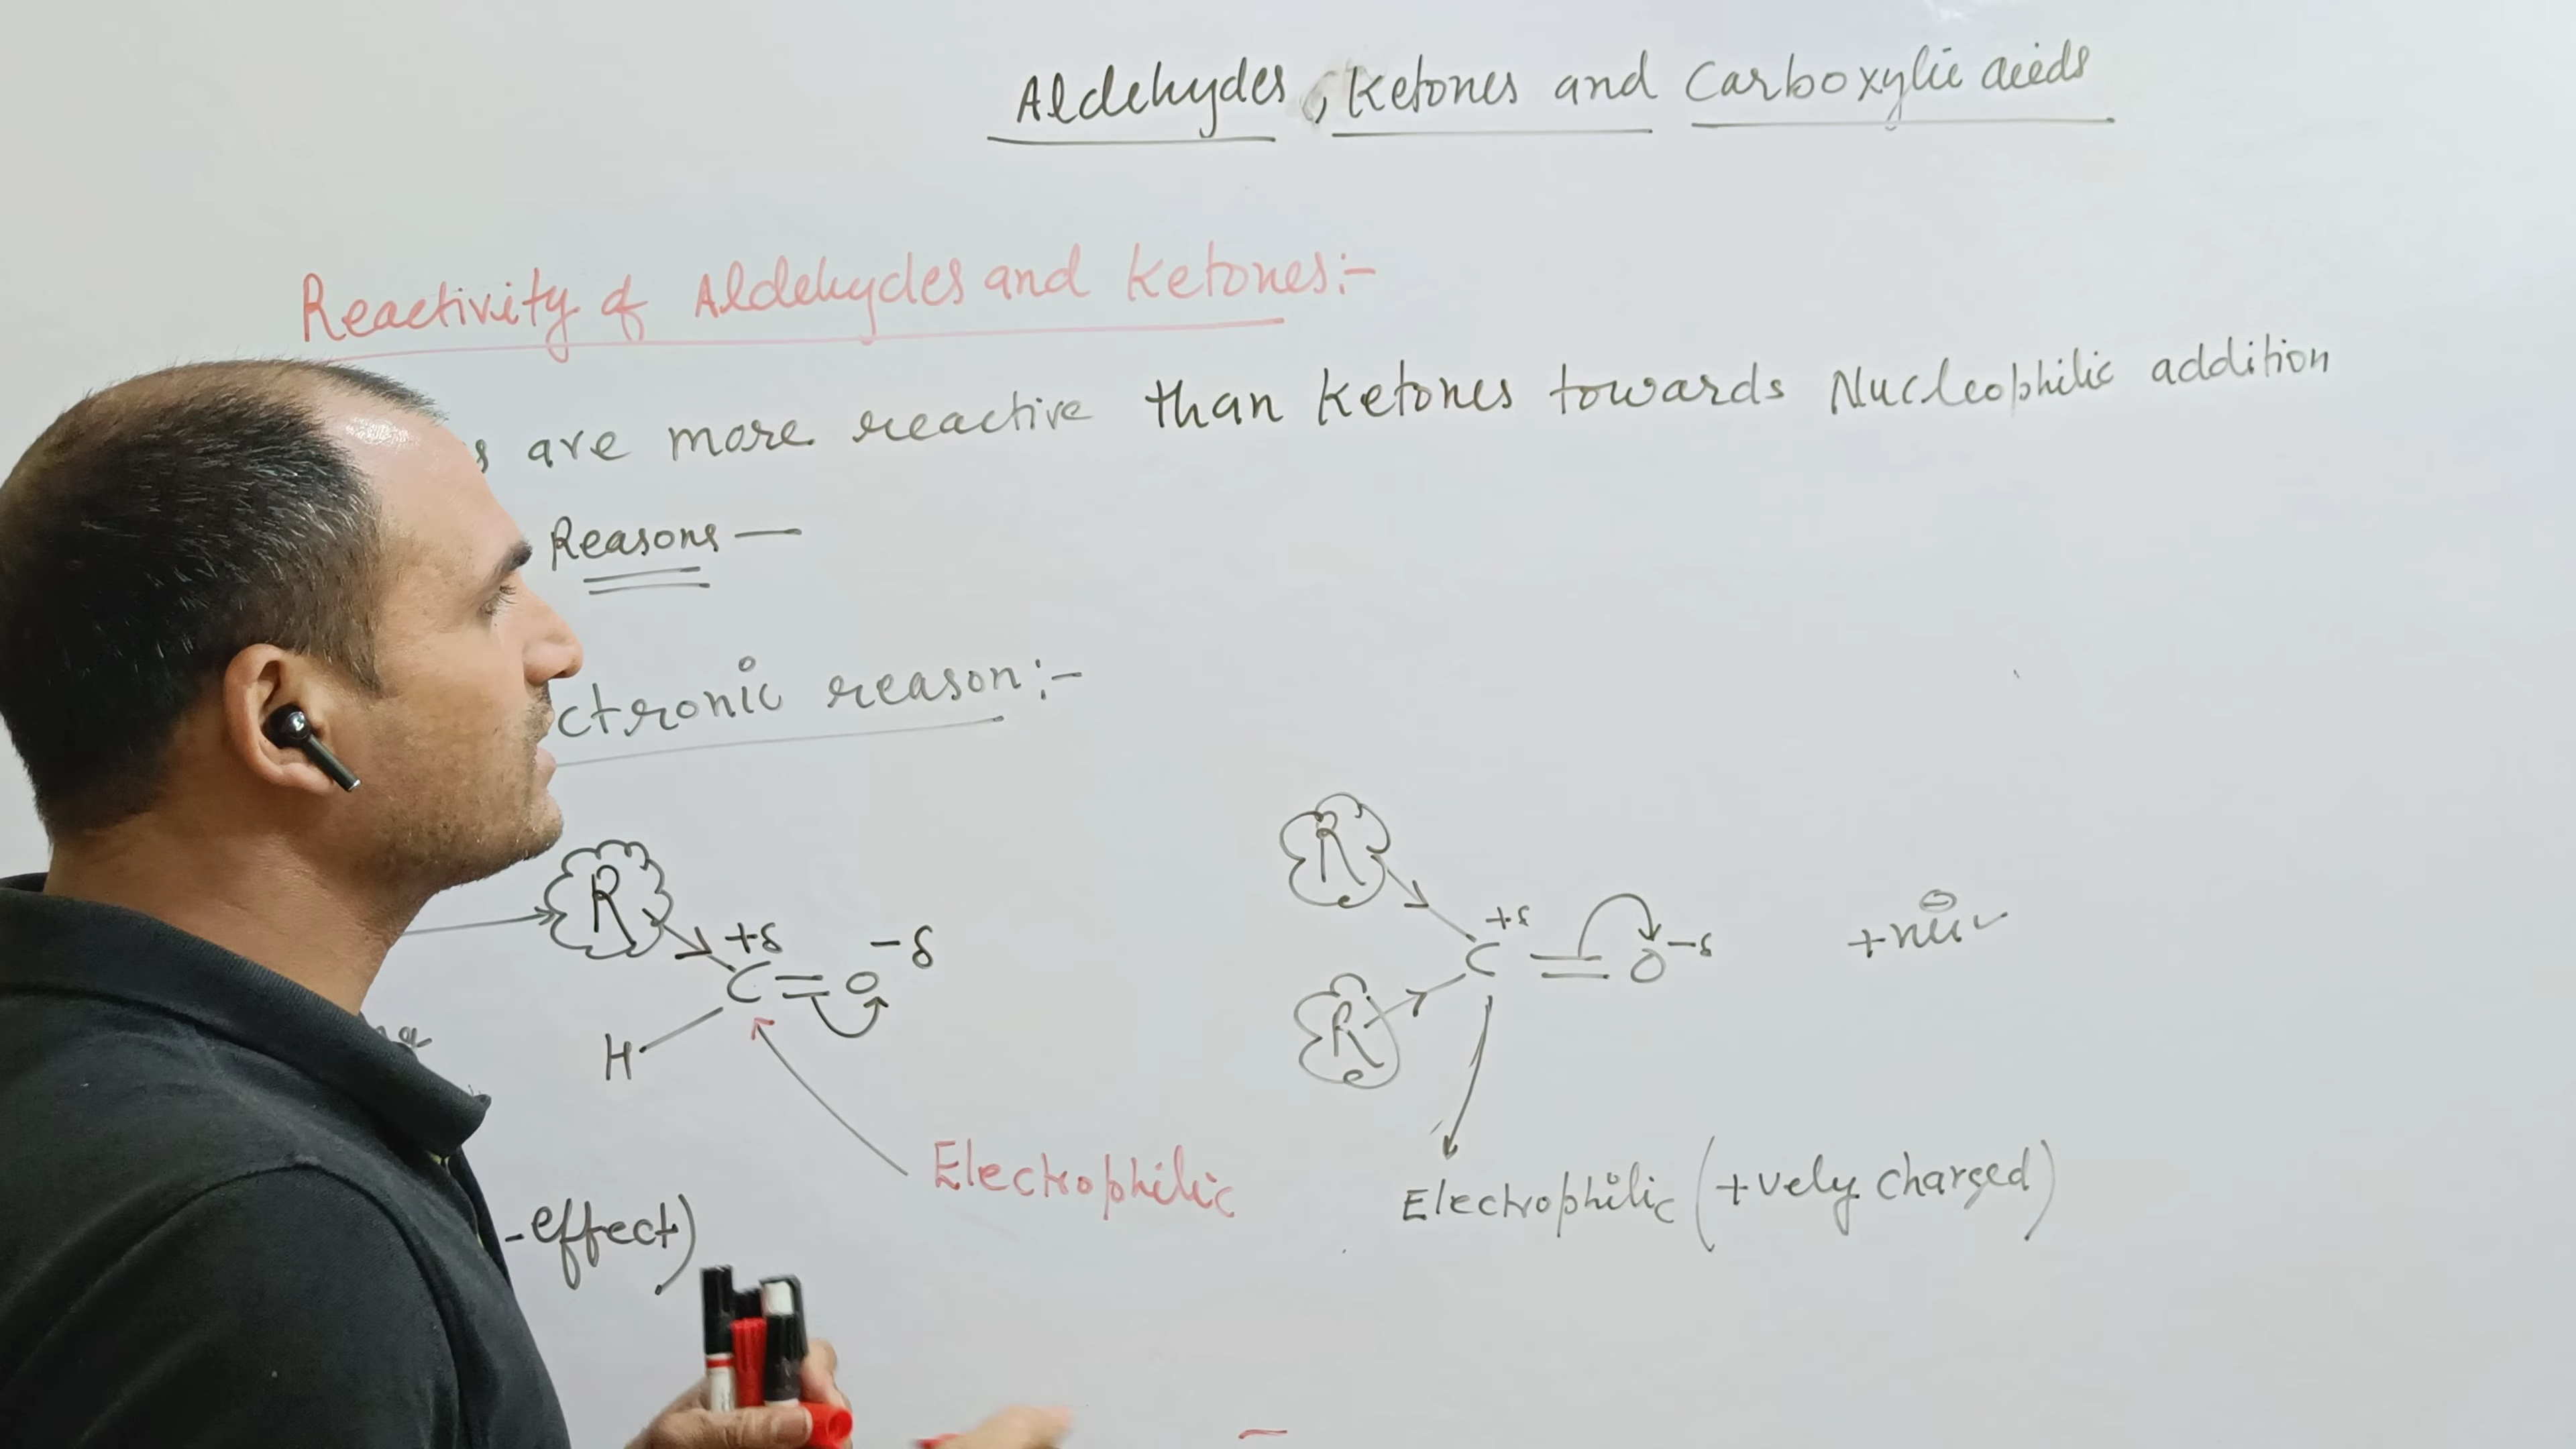 Aldehydes, Ketones and Carboxylic acids
Reactivity of Aldehydes and Ketones:-
s are more reactive than Ketones towards Nucleophilic addition
Reasons —
ctronic reason:-
R
+δ
-δ
C=O
H
Electrophilic
-effect)
R
+δ
C=O-δ
R
+nu⊖
Electrophilic (+vely charged)